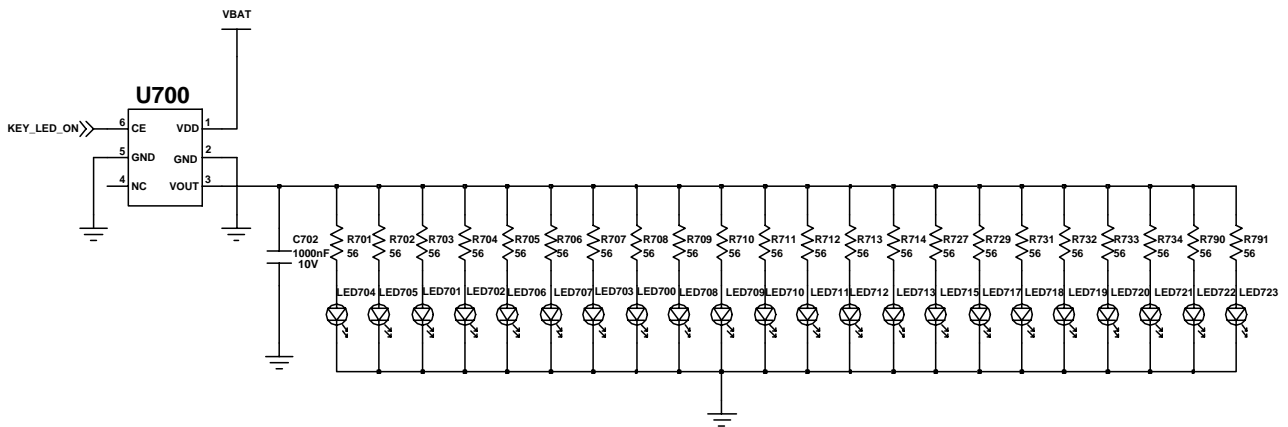 VBAT
U700
KEY_LED_ON
6 CE VDD 1
5 GND GND 2
4 NC VOUT 3
C702 R701 R702 R703 R704 R705 R706 R707 R708 R709 R710 R711 R712 R713 R714 R727 R729 R731 R732 R733 R734 R790 R791
1000nF 56 56 56 56 56 56 56 56 56 56 56 56 56 56 56 56 56 56 56 56 56 56
10V
LED704 LED705 LED701 LED702 LED706 LED707 LED703 LED700 LED708 LED709 LED710 LED711 LED712 LED713 LED715 LED717 LED718 LED719 LED720 LED721 LED722 LED723